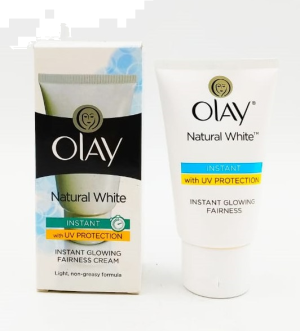 OLAY
Natural White
INSTANT
with UV PROTECTION
INSTANT GLOWING
FAIRNESS CREAM
Light, non-greasy formula
OLAY®
Natural White™
INSTANT
with UV PROTECTION
INSTANT GLOWING
FAIRNESS